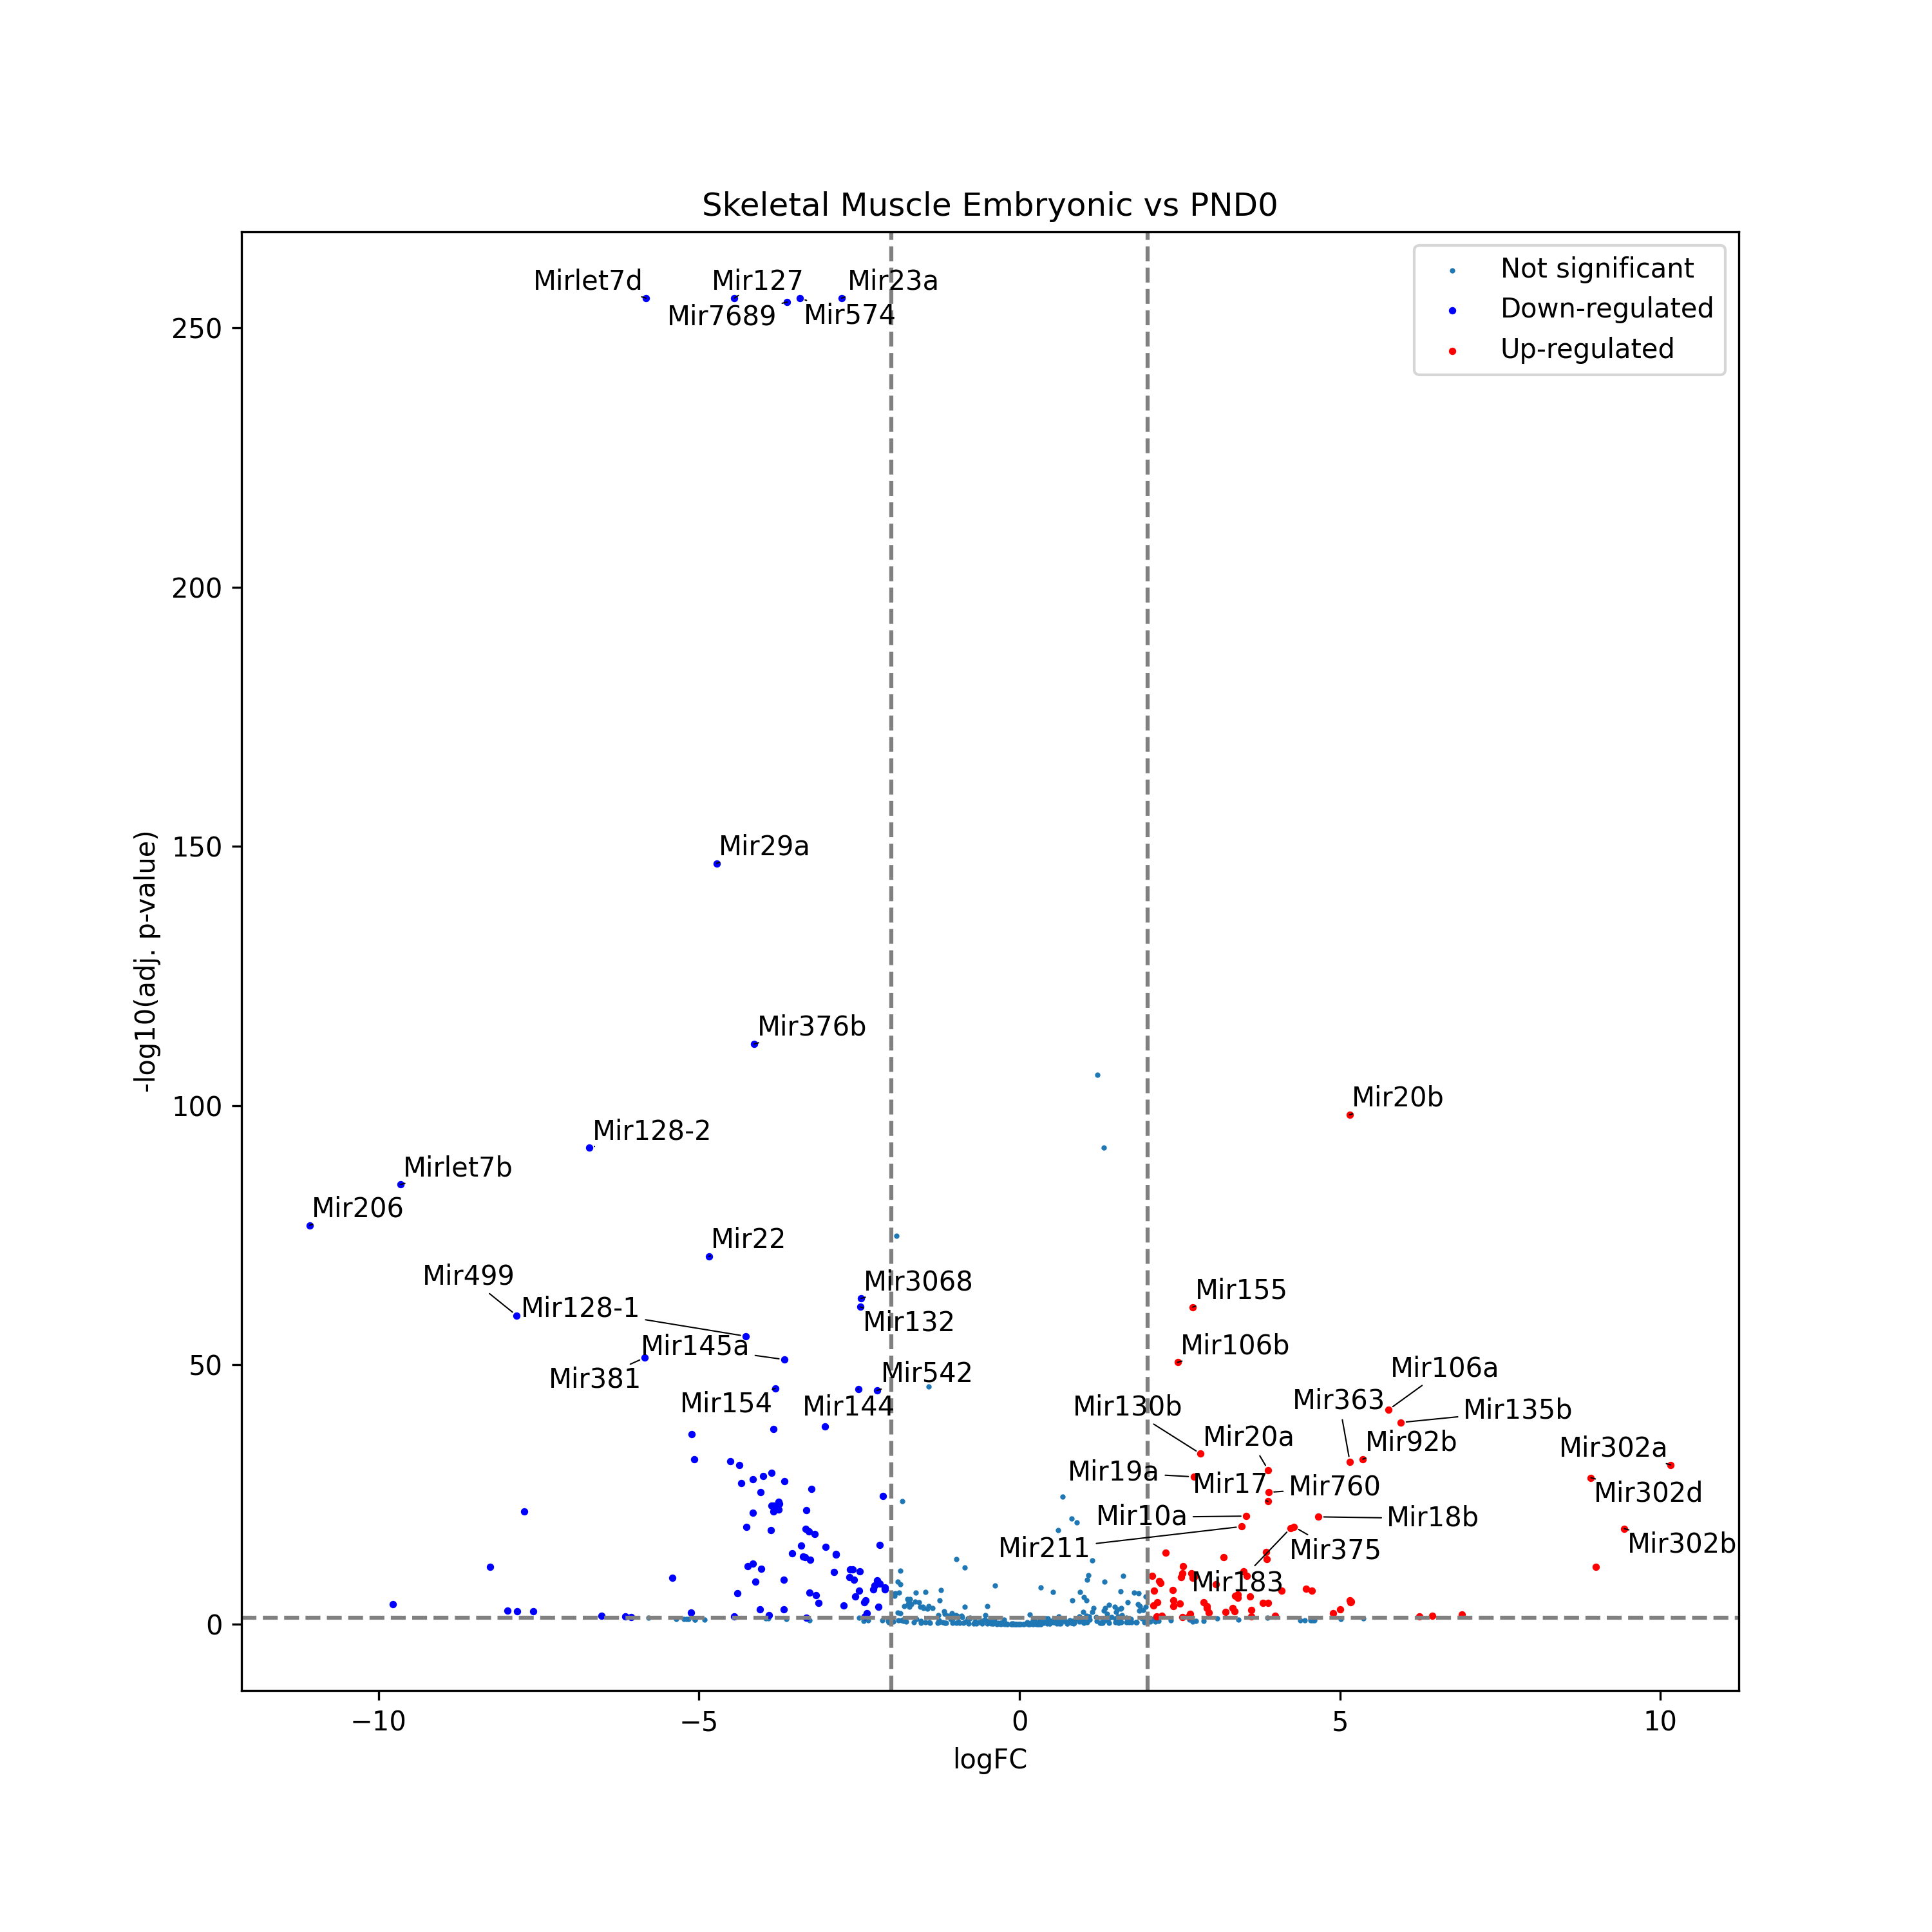 Skeletal Muscle Embryonic vs PND0
Not significant
Down-regulated
Up-regulated
Mirlet7d
Mir127
Mir23a
Mir7689
Mir574
Mir29a
Mir376b
Mir20b
Mir128-2
Mirlet7b
Mir206
Mir22
Mir499
Mir3068
Mir155
Mir128-1
Mir132
Mir145a
Mir106b
Mir381
Mir542
Mir106a
Mir154
Mir144
Mir130b
Mir363
Mir135b
Mir20a
Mir92b
Mir302a
Mir19a
Mir17
Mir760
Mir302d
Mir10a
Mir18b
Mir211
Mir375
Mir302b
Mir183
250
200
150
100
50
0
-log10(adj. p-value)
−10
−5
0
5
10
logFC